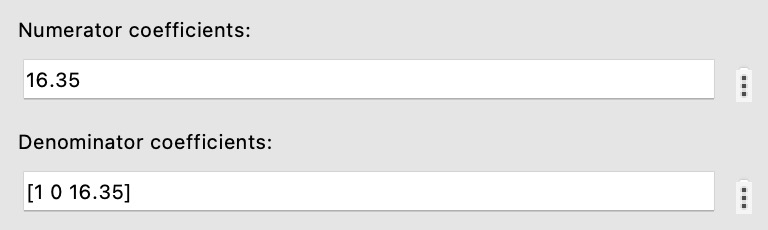 Numerator coefficients:
16.35
Denominator coefficients:
[1 0 16.35]